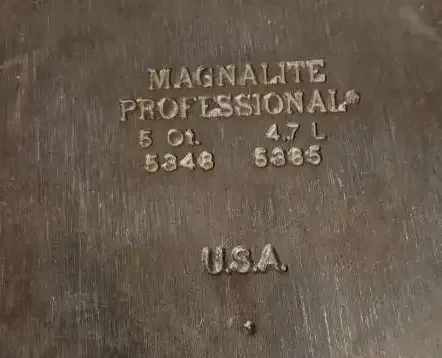 MAGNALITE
PROFESSIONAL®
5 Qt. 4.7 L
5348 5385
U.S.A.